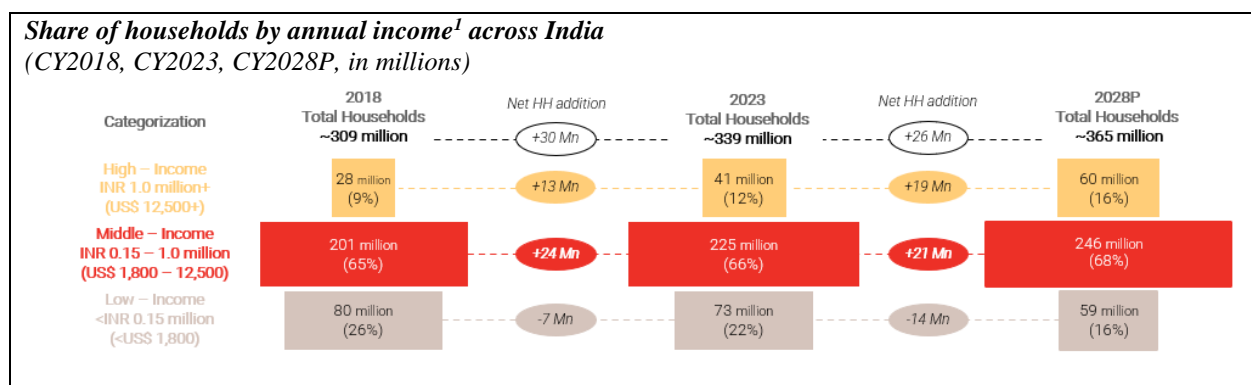 Share of households by annual income1 across India
(CY2018, CY2023, CY2028P, in millions)
Categorization
2018
Total Households
~309 million
Net HH addition
+30 Mn
2023
Total Households
~339 million
Net HH addition
+26 Mn
2028P
Total Households
~365 million
High – Income
INR 1.0 million+
(US$ 12,500+)
28 million
(9%)
+13 Mn
41 million
(12%)
+19 Mn
60 million
(16%)
Middle – Income
INR 0.15 – 1.0 million
(US$ 1,800 – 12,500)
201 million
(65%)
+24 Mn
225 million
(66%)
+21 Mn
246 million
(68%)
Low – Income
<INR 0.15 million
(<US$ 1,800)
80 million
(26%)
-7 Mn
73 million
(22%)
-14 Mn
59 million
(16%)